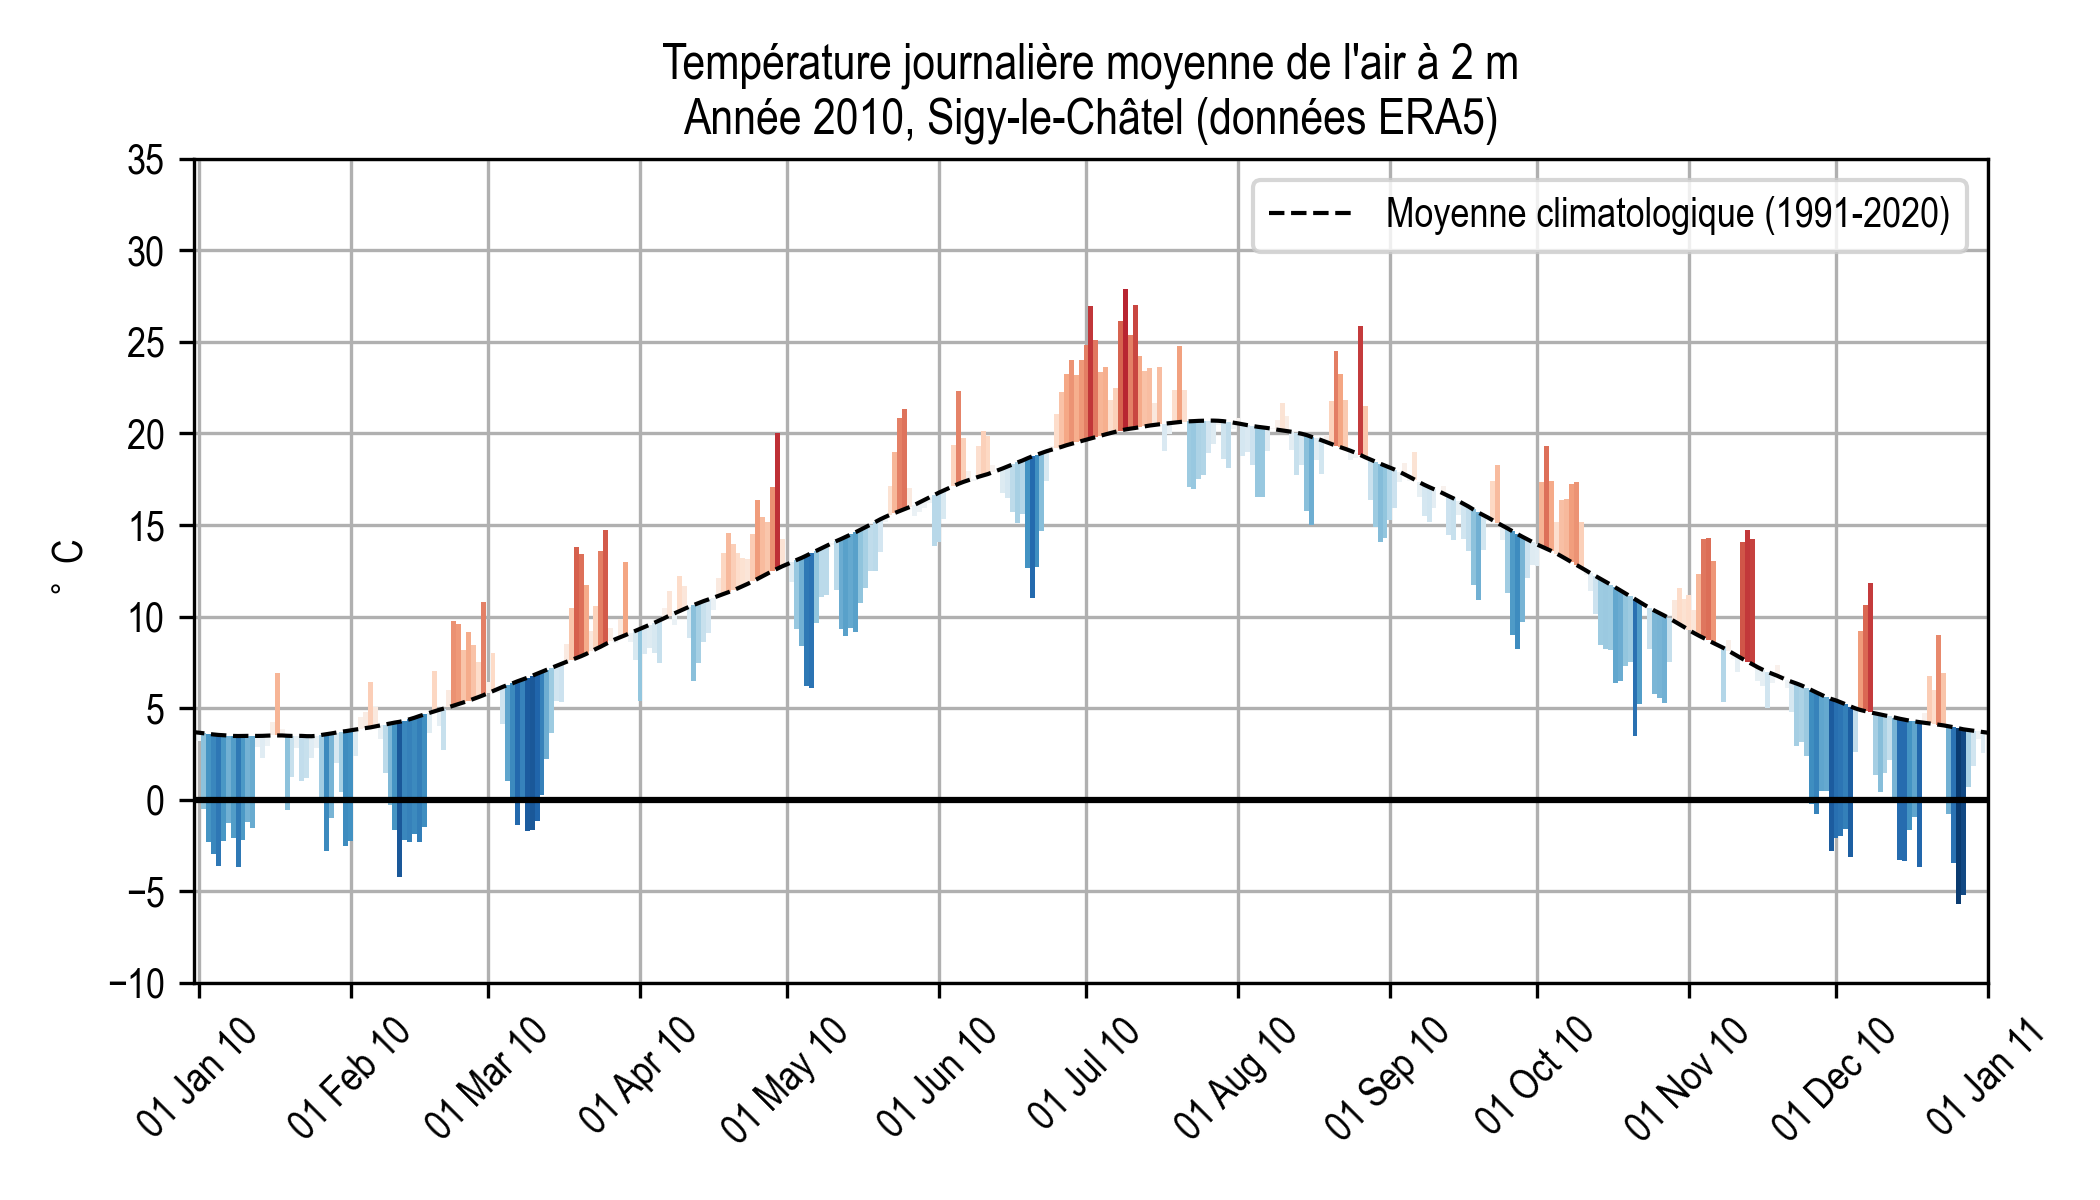 Température journalière moyenne de l'air à 2 m
Année 2010, Sigy-le-Châtel (données ERA5)
Moyenne climatologique (1991-2020)
° C
35
30
25
20
15
10
5
0
−5
−10
01 Jan 10
01 Feb 10
01 Mar 10
01 Apr 10
01 May 10
01 Jun 10
01 Jul 10
01 Aug 10
01 Sep 10
01 Oct 10
01 Nov 10
01 Dec 10
01 Jan 11